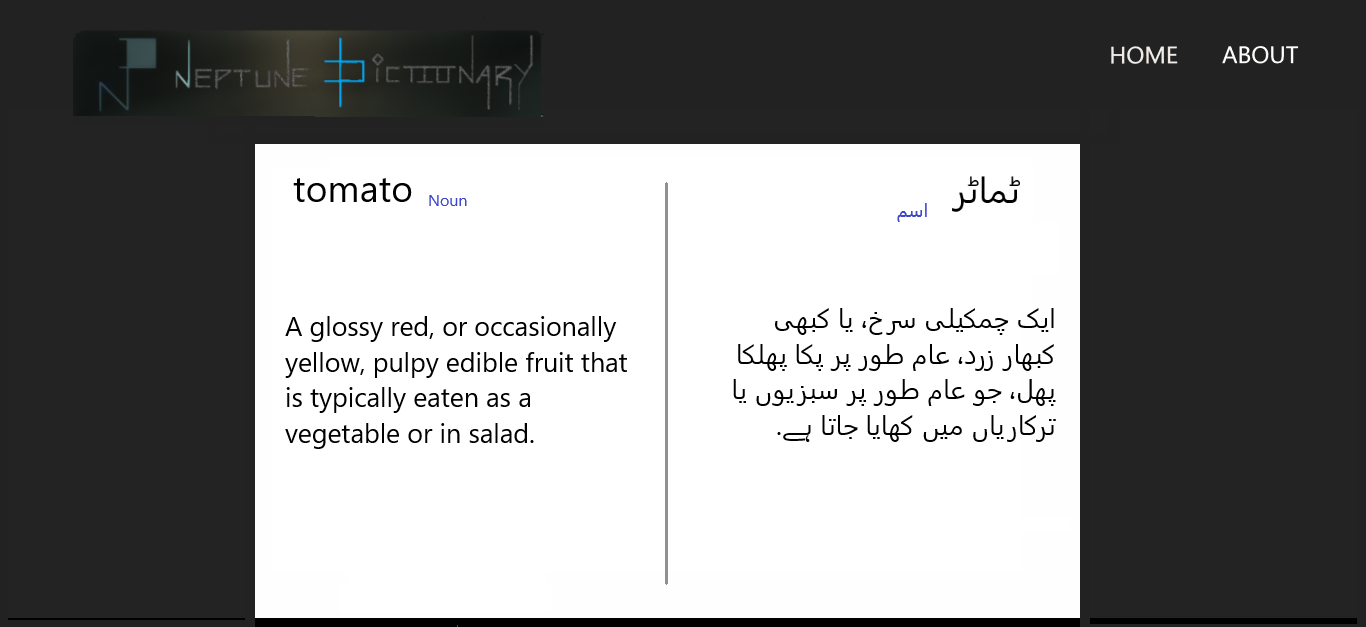 NEPTUNE DICTIONARY
HOME
ABOUT
tomato Noun
A glossy red, or occasionally
yellow, pulpy edible fruit that
is typically eaten as a
vegetable or in salad.
ٹماٹر اسم
ایک چمکیلی سرخ، یا کبھی
کبھار زرد، عام طور پر پکا پھلکا
پھل، جو عام طور پر سبزیوں یا
ترکاریاں میں کھایا جاتا ہے.